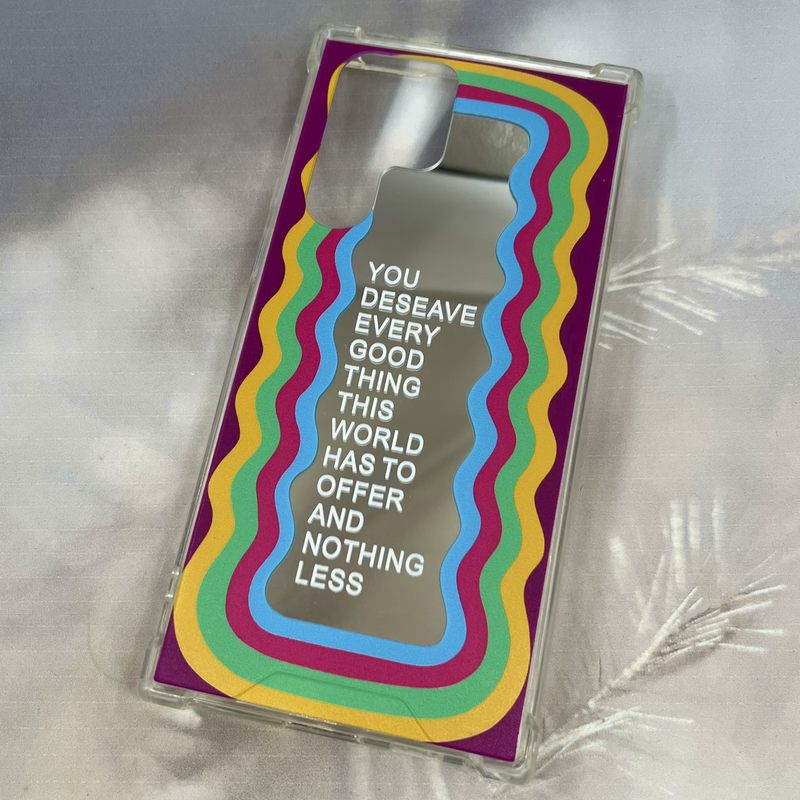 YOU
DESEAVE
EVERY
GOOD
THING
THIS
WORLD
HAS TO
OFFER
AND
NOTHING
LESS